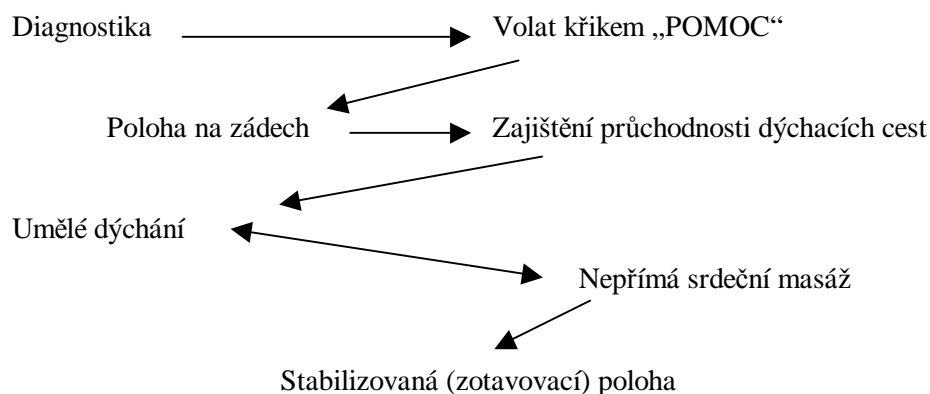 Diagnostika
Volat křikem „POMOC“
Poloha na zádech
Zajištění průchodnosti dýchacích cest
Umělé dýchání
Nepřímá srdeční masáž
Stabilizovaná (zotavovací) poloha